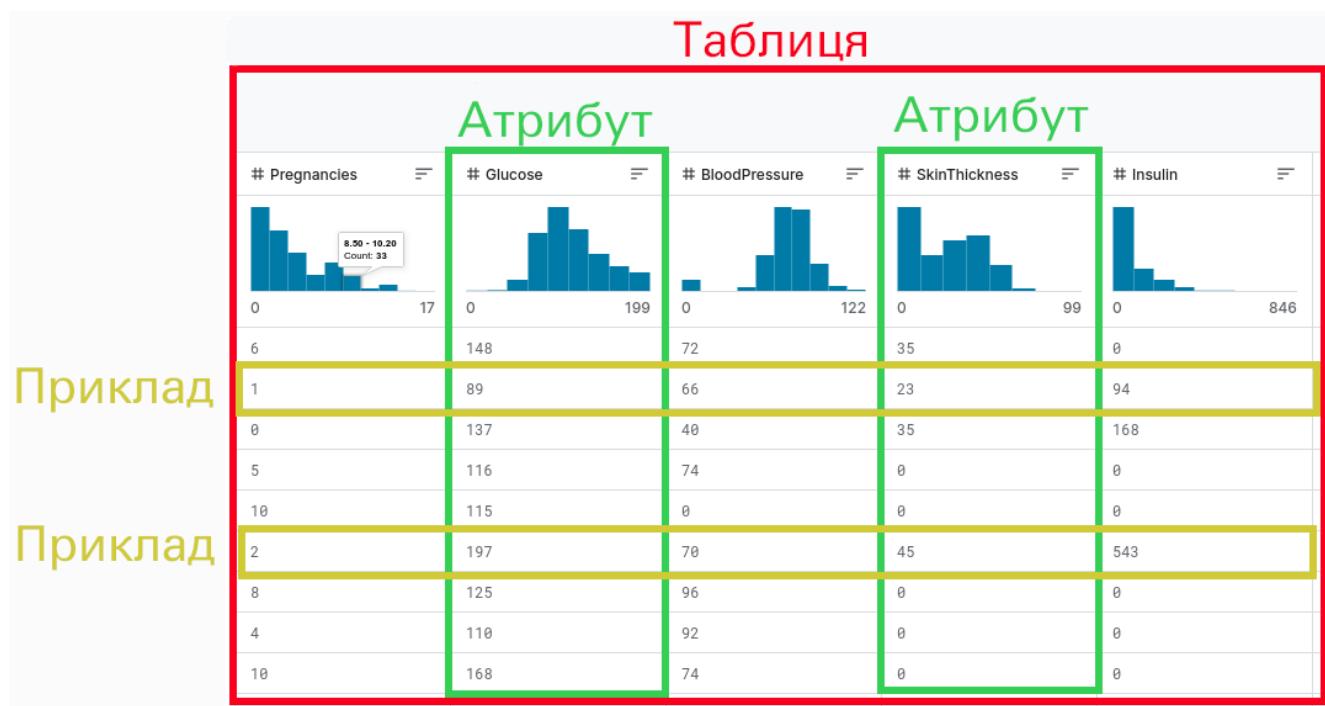 Таблиця
Атрибут Атрибут
# Pregnancies # Glucose # BloodPressure # SkinThickness # Insulin
8.50 - 10.20
Count: 33
0 17 0 199 0 122 0 99 0 846
6 148 72 35 0
Приклад 1 89 66 23 94
0 137 40 35 168
5 116 74 0 0
10 115 0 0 0
Приклад 2 197 70 45 543
8 125 96 0 0
4 110 92 0 0
10 168 74 0 0